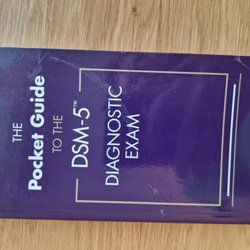 THE
Pocket Guide
TO THE
DSM-5™
DIAGNOSTIC
EXAM